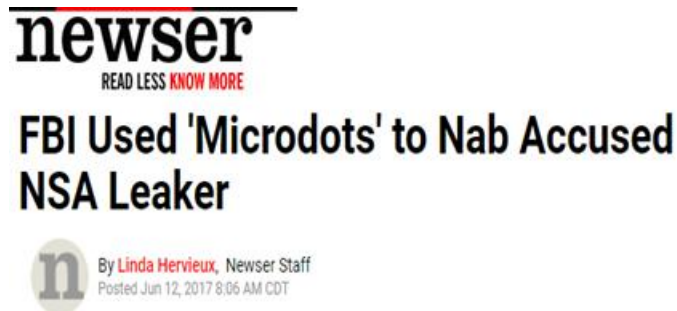 newser
READ LESS KNOW MORE
FBI Used 'Microdots' to Nab Accused
NSA Leaker
n
By Linda Hervieux, Newser Staff
Posted Jun 12, 2017 8:06 AM CDT